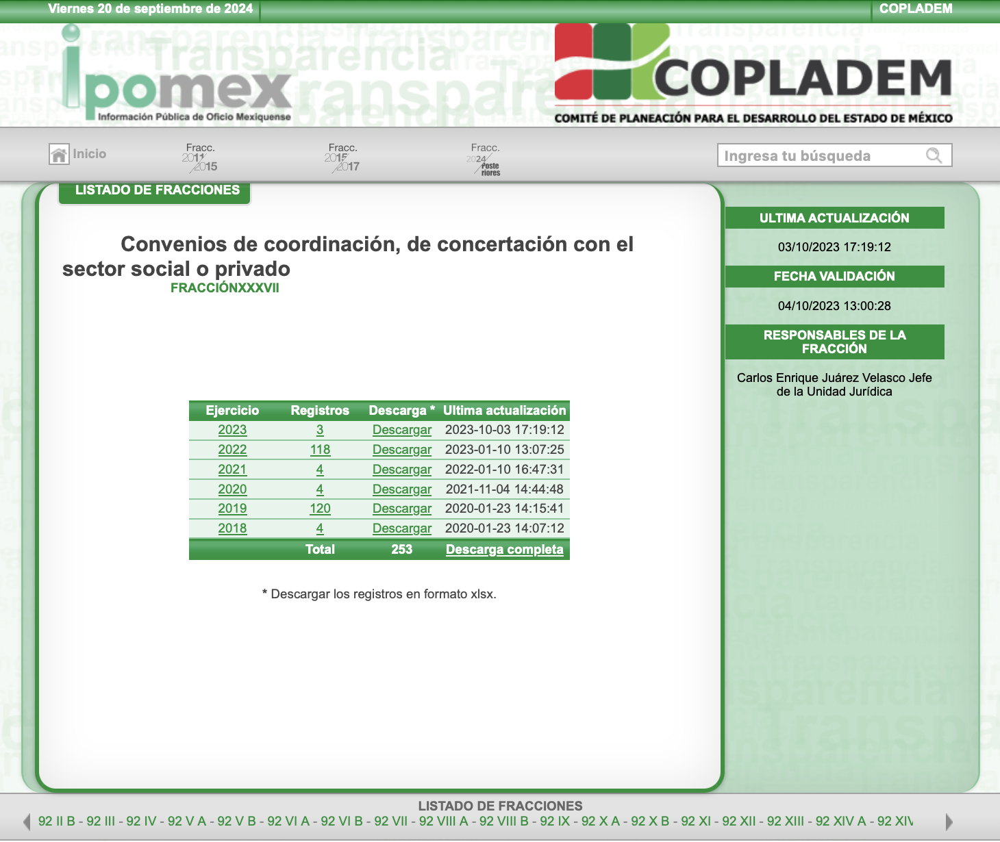 Viernes 20 de septiembre de 2024
COPLADEM
ipomex
Información Pública de Oficio Mexiquense
COPLADEM
COMITÉ DE PLANEACIÓN PARA EL DESARROLLO DEL ESTADO DE MÉXICO
Inicio
Fracc.
2011/2015
Fracc.
2015/2017
Fracc.
2024/Posteriores
Ingresa tu búsqueda
LISTADO DE FRACCIONES
Convenios de coordinación, de concertación con el
sector social o privado
FRACCIÓNXXXVII
Ejercicio Registros Descarga * Ultima actualización
2023 3 Descargar 2023-10-03 17:19:12
2022 118 Descargar 2023-01-10 13:07:25
2021 4 Descargar 2022-01-10 16:47:31
2020 4 Descargar 2021-11-04 14:44:48
2019 120 Descargar 2020-01-23 14:15:41
2018 4 Descargar 2020-01-23 14:07:12
Total 253 Descarga completa
* Descargar los registros en formato xlsx.
ULTIMA ACTUALIZACIÓN
03/10/2023 17:19:12
FECHA VALIDACIÓN
04/10/2023 13:00:28
RESPONSABLES DE LA
FRACCIÓN
Carlos Enrique Juárez Velasco Jefe
de la Unidad Jurídica
LISTADO DE FRACCIONES
92 II B - 92 III - 92 IV - 92 V A - 92 V B - 92 VI A - 92 VI B - 92 VII - 92 VIII A - 92 VIII B - 92 IX - 92 X A - 92 X B - 92 XI - 92 XII - 92 XIII - 92 XIV A - 92 XIV